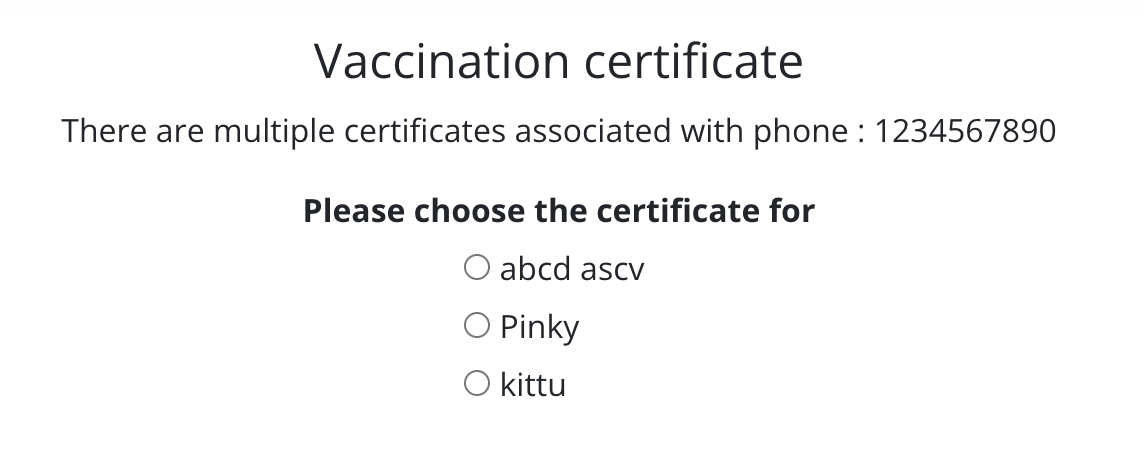 Vaccination certificate
There are multiple certificates associated with phone : 1234567890
Please choose the certificate for
abcd ascv
Pinky
kittu